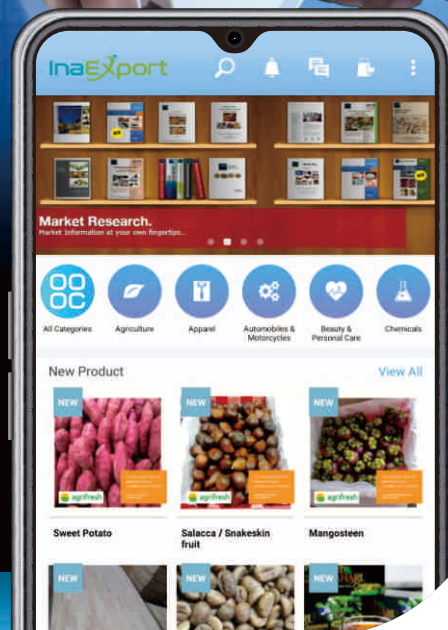 InaExport
Market Research.
Market Information at your own fingertips...
All Categories
Agriculture
Apparel
Automobiles &
Motorcycles
Beauty &
Personal Care
Chemicals
New Product
View All
NEW
NEW
NEW
agrifresh
agrifresh
agrifresh
Sweet Potato
Salacca / Snakeskin
fruit
Mangosteen
NEW
NEW
NEW